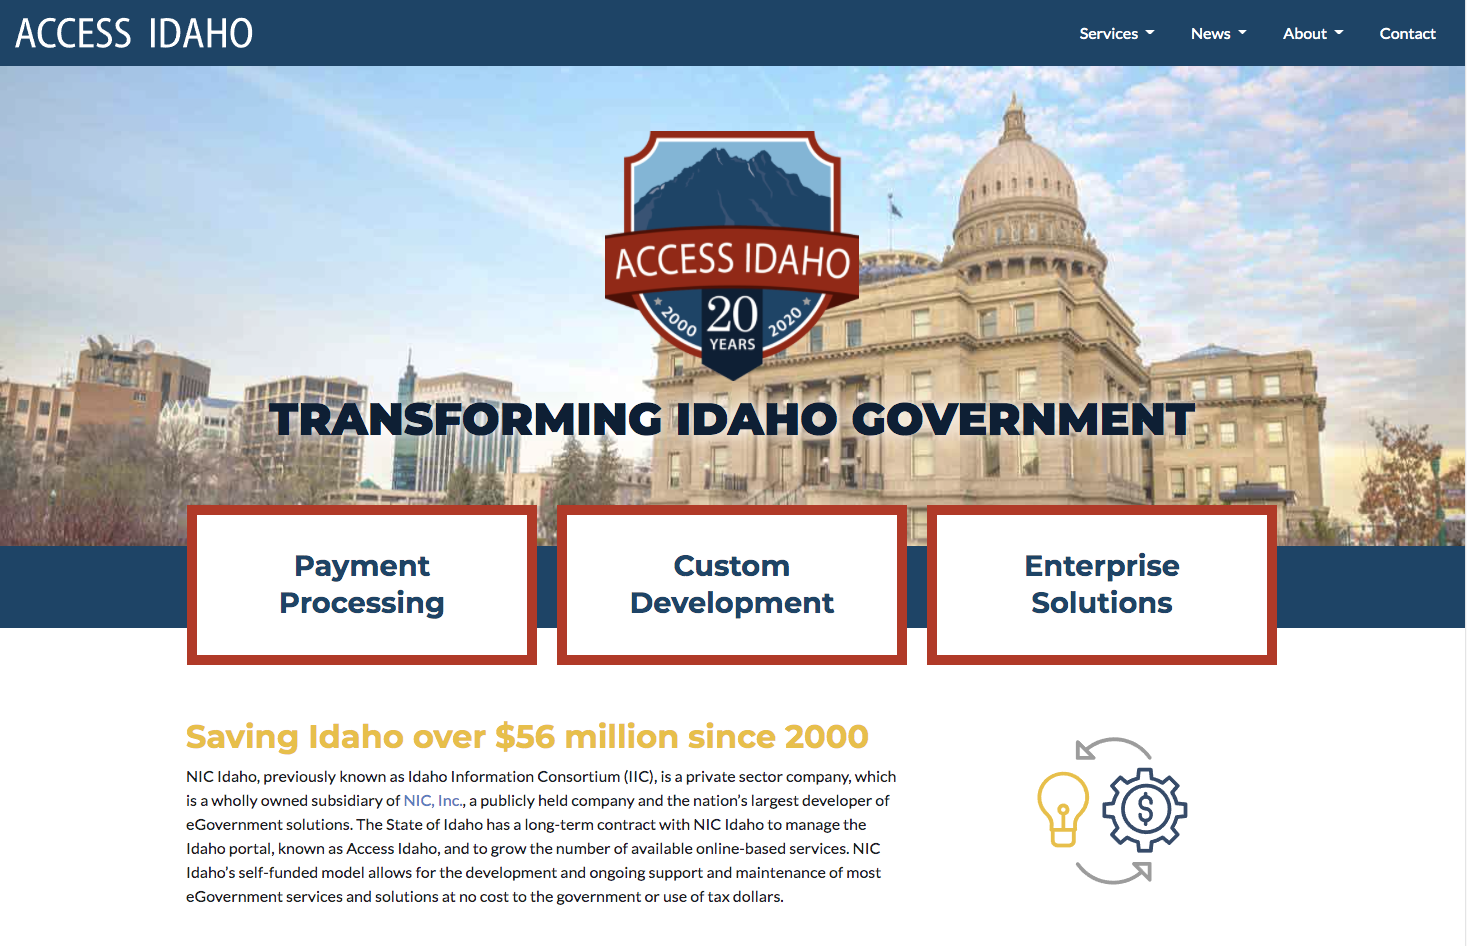 ACCESS IDAHO
Services
News
About
Contact
ACCESS IDAHO
2000
20
2020
YEARS
TRANSFORMING IDAHO GOVERNMENT
Payment
Processing
Custom
Development
Enterprise
Solutions
Saving Idaho over $56 million since 2000
NIC Idaho, previously known as Idaho Information Consortium (IIC), is a private sector company, which
is a wholly owned subsidiary of NIC, Inc., a publicly held company and the nation's largest developer of
eGovernment solutions. The State of Idaho has a long-term contract with NIC Idaho to manage the
Idaho portal, known as Access Idaho, and to grow the number of available online-based services. NIC
Idaho's self-funded model allows for the development and ongoing support and maintenance of most
eGovernment services and solutions at no cost to the government or use of tax dollars.
$